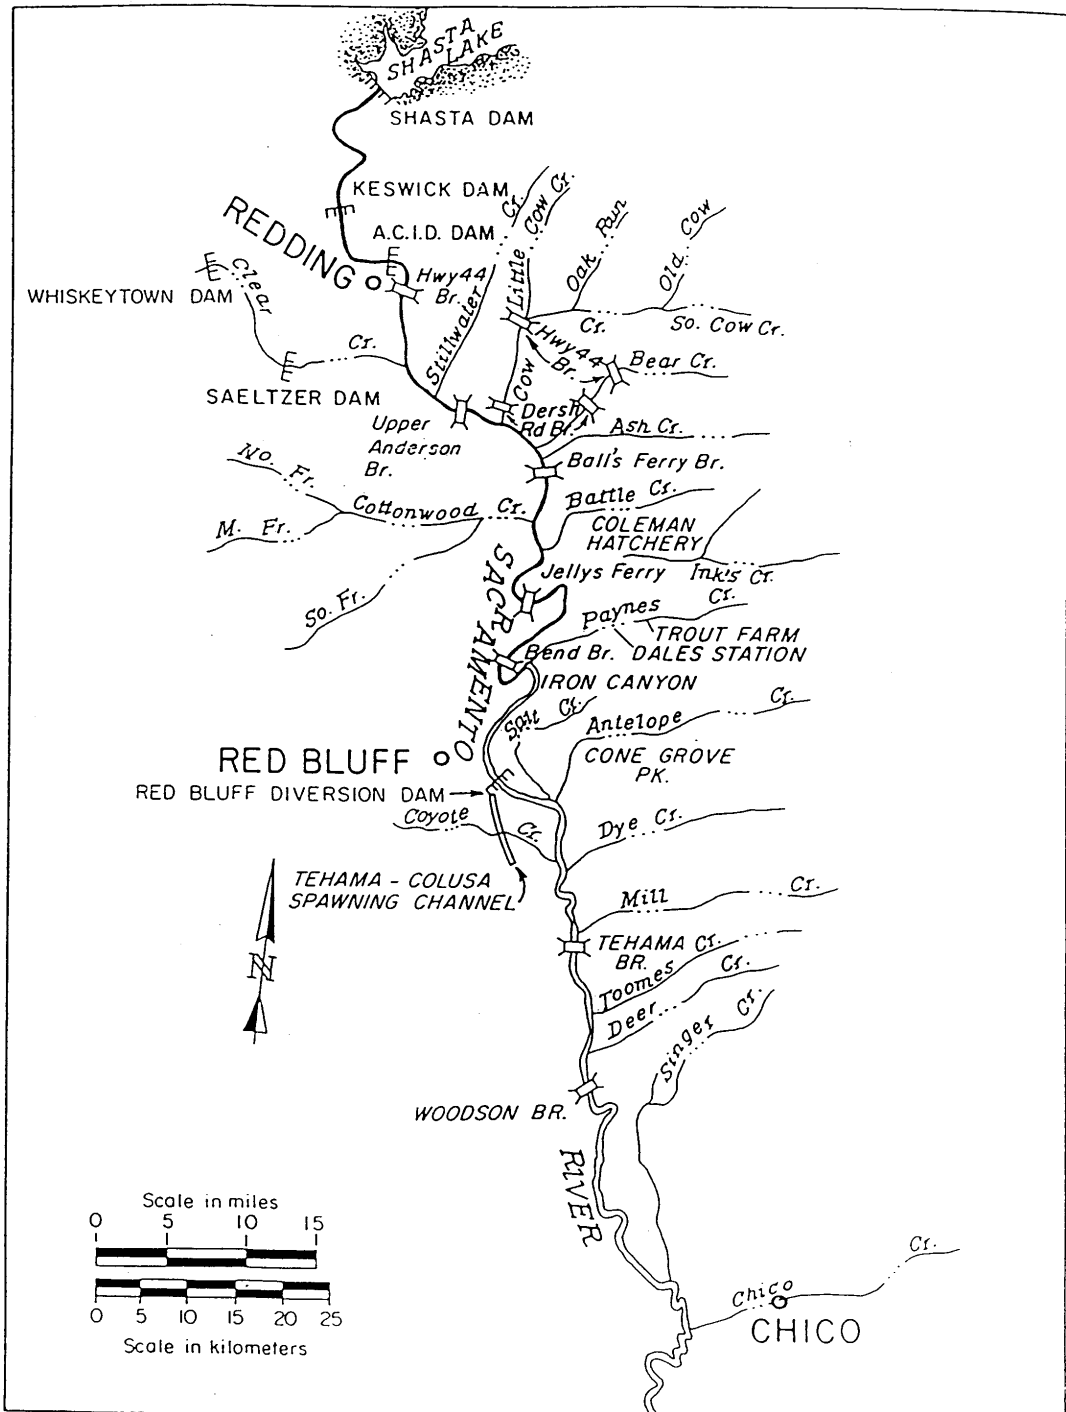 SHASTA
LAKE
SHASTA DAM
KESWICK DAM
REDDING
A.C.I.D. DAM
Hwy 44
Br.
Stillwater
Cr.
Little Cow Cr.
Oak Run
Old Cow
Cr.
So. Cow Cr.
WHISKEYTOWN DAM
Clear
Cr.
SAELTZER DAM
Hwy 44
Br.
Bear Cr.
Cow
Dersh
Rd Br.
Upper
Anderson
Br.
Ash Cr.
Ball's Ferry Br.
No. Fr.
M. Fr.
Cottonwood Cr.
So. Fr.
Battle Cr.
COLEMAN
HATCHERY
Jellys Ferry
Ink's Cr.
Paynes Cr.
TROUT FARM
DALES STATION
Bend Br.
IRON CANYON
SACRAMENTO
Salt Cr.
Antelope Cr.
CONE GROVE
PK.
RED BLUFF
RED BLUFF DIVERSION DAM
Coyote Cr.
Dye Cr.
TEHAMA - COLUSA
SPAWNING CHANNEL
Mill Cr.
N
TEHAMA
BR.
Toomes Cr.
Deer Cr.
Singer Cr.
WOODSON BR.
RIVER
Scale in miles
0 5 10 15
0 5 10 15 20 25
Scale in kilometers
Chico Cr.
CHICO